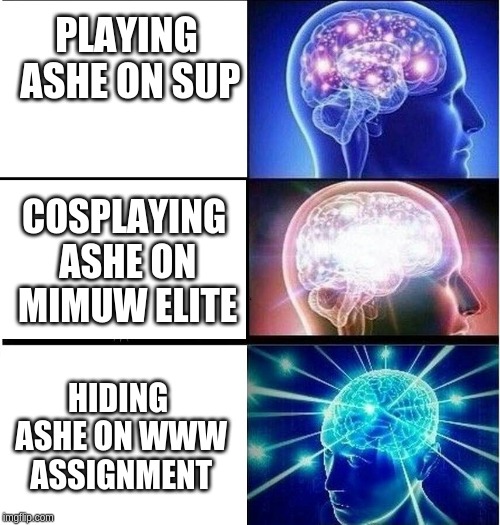 PLAYING
ASHE ON SUP
COSPLAYING
ASHE ON
MIMUW ELITE
HIDING
ASHE ON WWW
ASSIGNMENT
imgflip.com